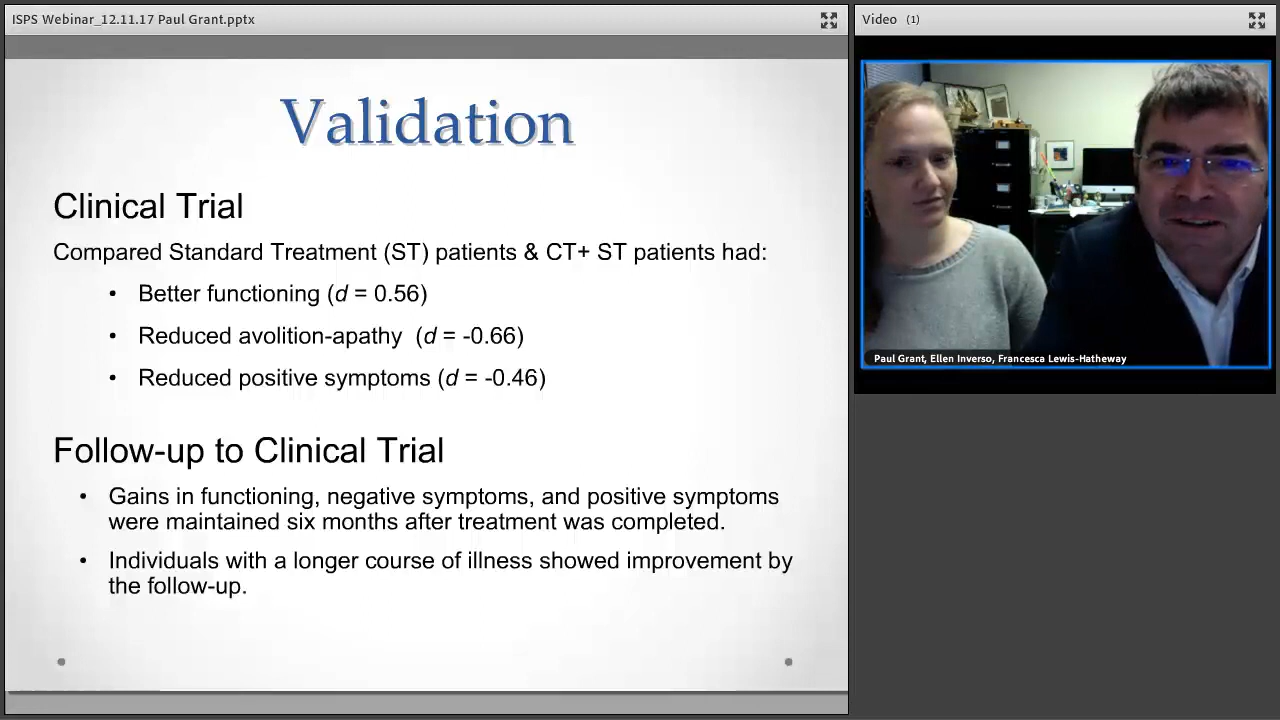 ISPS Webinar_12.11.17 Paul Grant.pptx
Video (1)
Validation
Clinical Trial
Compared Standard Treatment (ST) patients & CT+ ST patients had:
• Better functioning (d = 0.56)
• Reduced avolition-apathy (d = -0.66)
• Reduced positive symptoms (d = -0.46)
Follow-up to Clinical Trial
• Gains in functioning, negative symptoms, and positive symptoms
were maintained six months after treatment was completed.
• Individuals with a longer course of illness showed improvement by
the follow-up.
Paul Grant, Ellen Inverso, Francesca Lewis-Hatheway